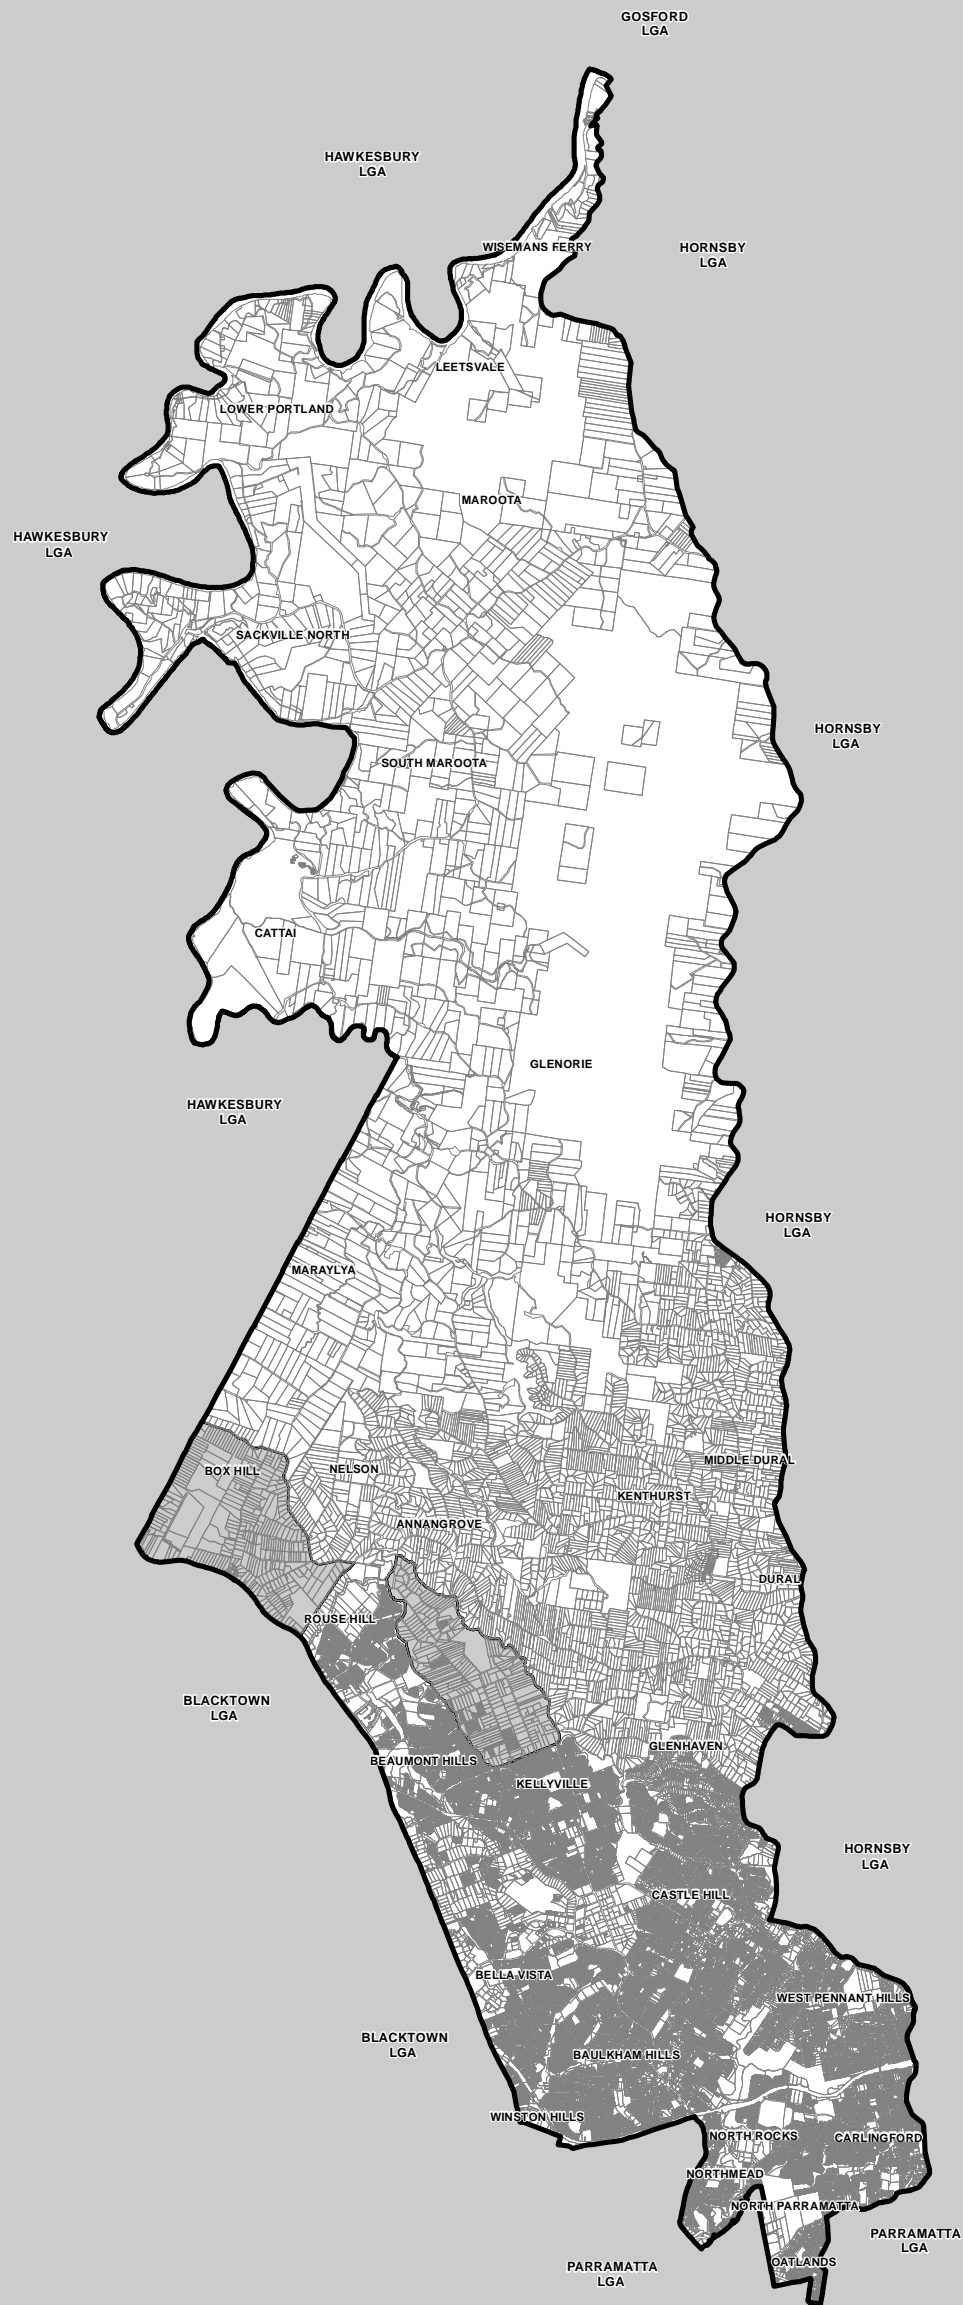 GOSFORD
LGA
HAWKESBURY
LGA
WISEMANS FERRY
HORNSBY
LGA
LEETSVALE
LOWER PORTLAND
MAROOTA
HAWKESBURY
LGA
SACKVILLE NORTH
HORNSBY
LGA
SOUTH MAROOTA
CATTAI
GLENORIE
HAWKESBURY
LGA
HORNSBY
LGA
MARAYLYA
MIDDLE DURAL
BOX HILL
NELSON
KENTHURST
ANNANGROVE
DURAL
ROUSE HILL
BLACKTOWN
LGA
GLENHAVEN
BEAUMONT HILLS
KELLYVILLE
HORNSBY
LGA
CASTLE HILL
BELLA VISTA
WEST PENNANT HILLS
BLACKTOWN
LGA
BAULKHAM HILLS
WINSTON HILLS
NORTH ROCKS
CARLINGFORD
NORTHMEAD
NORTH PARRAMATTA
PARRAMATTA
LGA
OATLANDS
PARRAMATTA
LGA